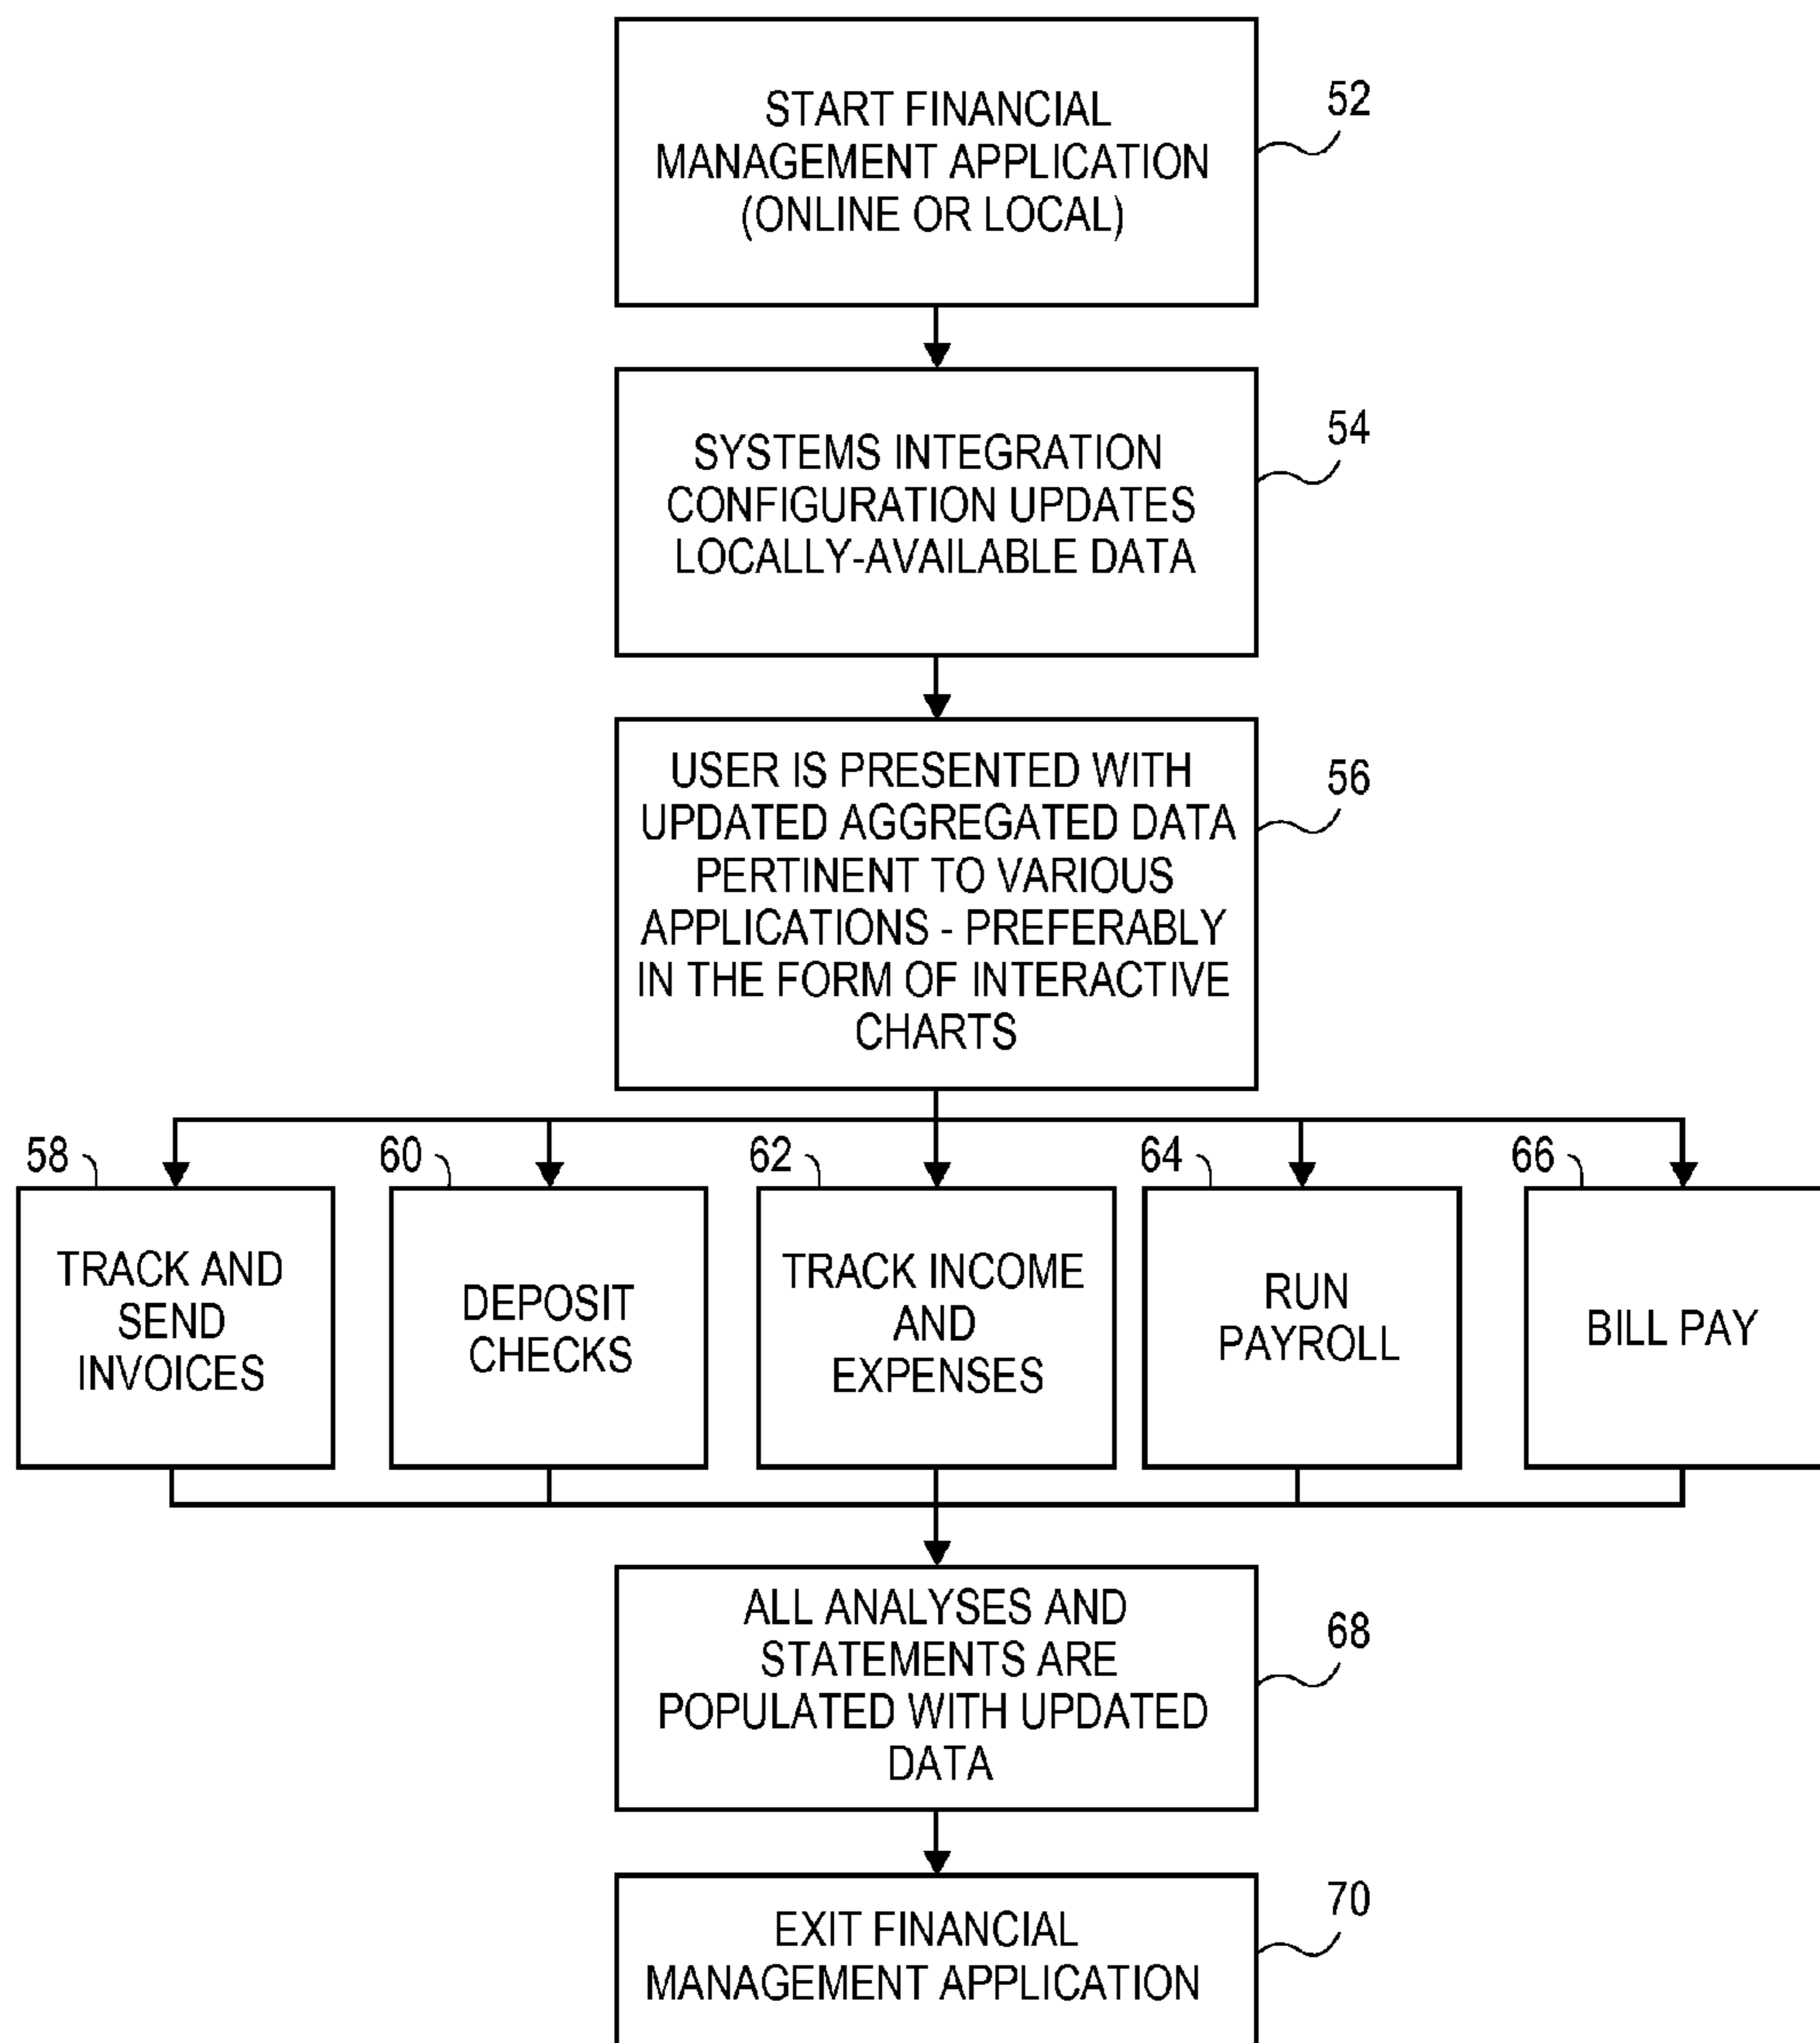 START FINANCIAL
MANAGEMENT APPLICATION
(ONLINE OR LOCAL)
52
SYSTEMS INTEGRATION
CONFIGURATION UPDATES
LOCALLY-AVAILABLE DATA
54
USER IS PRESENTED WITH
UPDATED AGGREGATED DATA
PERTINENT TO VARIOUS
APPLICATIONS - PREFERABLY
IN THE FORM OF INTERACTIVE
CHARTS
56
58
TRACK AND
SEND
INVOICES
60
DEPOSIT
CHECKS
62
TRACK INCOME
AND
EXPENSES
64
RUN
PAYROLL
66
BILL PAY
ALL ANALYSES AND
STATEMENTS ARE
POPULATED WITH UPDATED
DATA
68
EXIT FINANCIAL
MANAGEMENT APPLICATION
70